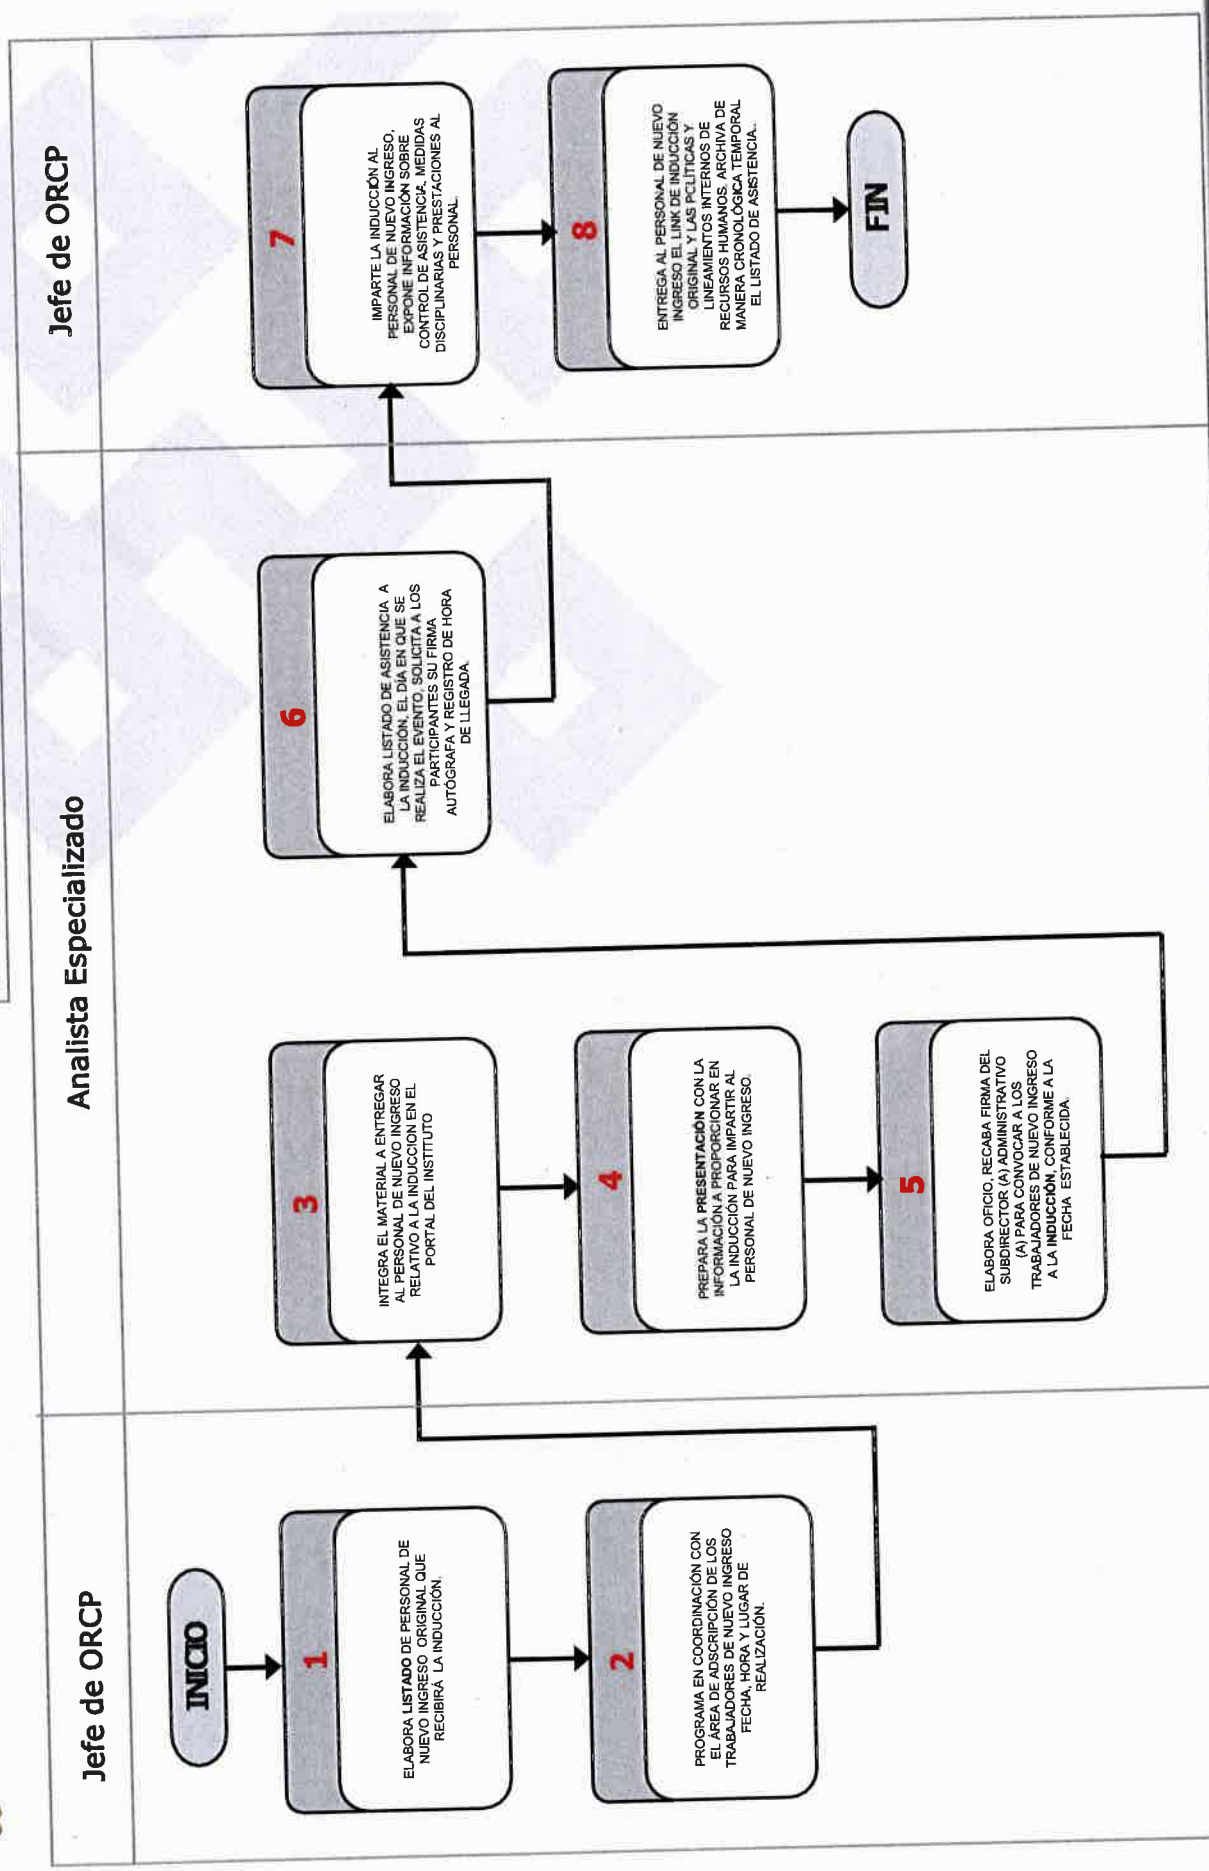 Jefe de ORCP
Analista Especializado
Jefe de ORCP
INICIO
1
ELABORA LISTADO DE PERSONAL DE
NUEVO INGRESO ORIGINAL QUE
RECIBIRÁ LA INDUCCIÓN.
2
PROGRAMA EN COORDINACIÓN CON
EL ÁREA DE ADSCRIPCIÓN DE LOS
TRABAJADORES DE NUEVO INGRESO
FECHA, HORA Y LUGAR DE
REALIZACIÓN.
3
INTEGRA EL MATERIAL A ENTREGAR
AL PERSONAL DE NUEVO INGRESO
RELATIVO A LA INDUCCION EN EL
PORTAL DEL INSTITUTO
4
PREPARA LA PRESENTACIÓN CON LA
INFORMACIÓN A PROPORCIONAR EN
LA INDUCCIÓN PARA IMPARTIR AL
PERSONAL DE NUEVO INGRESO.
5
ELABORA OFICIO, RECABA FIRMA DEL
SUBDIRECTOR (A) ADMINISTRATIVO
(A) PARA CONVOCAR A LOS
TRABAJADORES DE NUEVO INGRESO
A LA INDUCCIÓN, CONFORME A LA
FECHA ESTABLECIDA.
6
ELABORA LISTADO DE ASISTENCIA A
LA INDUCCIÓN, EL DÍA EN QUE SE
REALIZA EL EVENTO, SOLICITA A LOS
PARTICIPANTES SU FIRMA
AUTÓGRAFA Y REGISTRO DE HORA
DE LLEGADA.
7
IMPARTE LA INDUCCIÓN AL
PERSONAL DE NUEVO INGRESO,
EXPONE INFORMACIÓN SOBRE
CONTROL DE ASISTENCIA, MEDIDAS
DISCIPLINARIAS Y PRESTACIONES AL
PERSONAL.
8
ENTREGA AL PERSONAL DE NUEVO
INGRESO EL LINK DE INDUCCIÓN
ORIGINAL Y LAS POLÍTICAS Y
LINEAMIENTOS INTERNOS DE
RECURSOS HUMANOS. ARCHIVA DE
MANERA CRONOLÓGICA TEMPORAL
EL LISTADO DE ASISTENCIA..
FIN